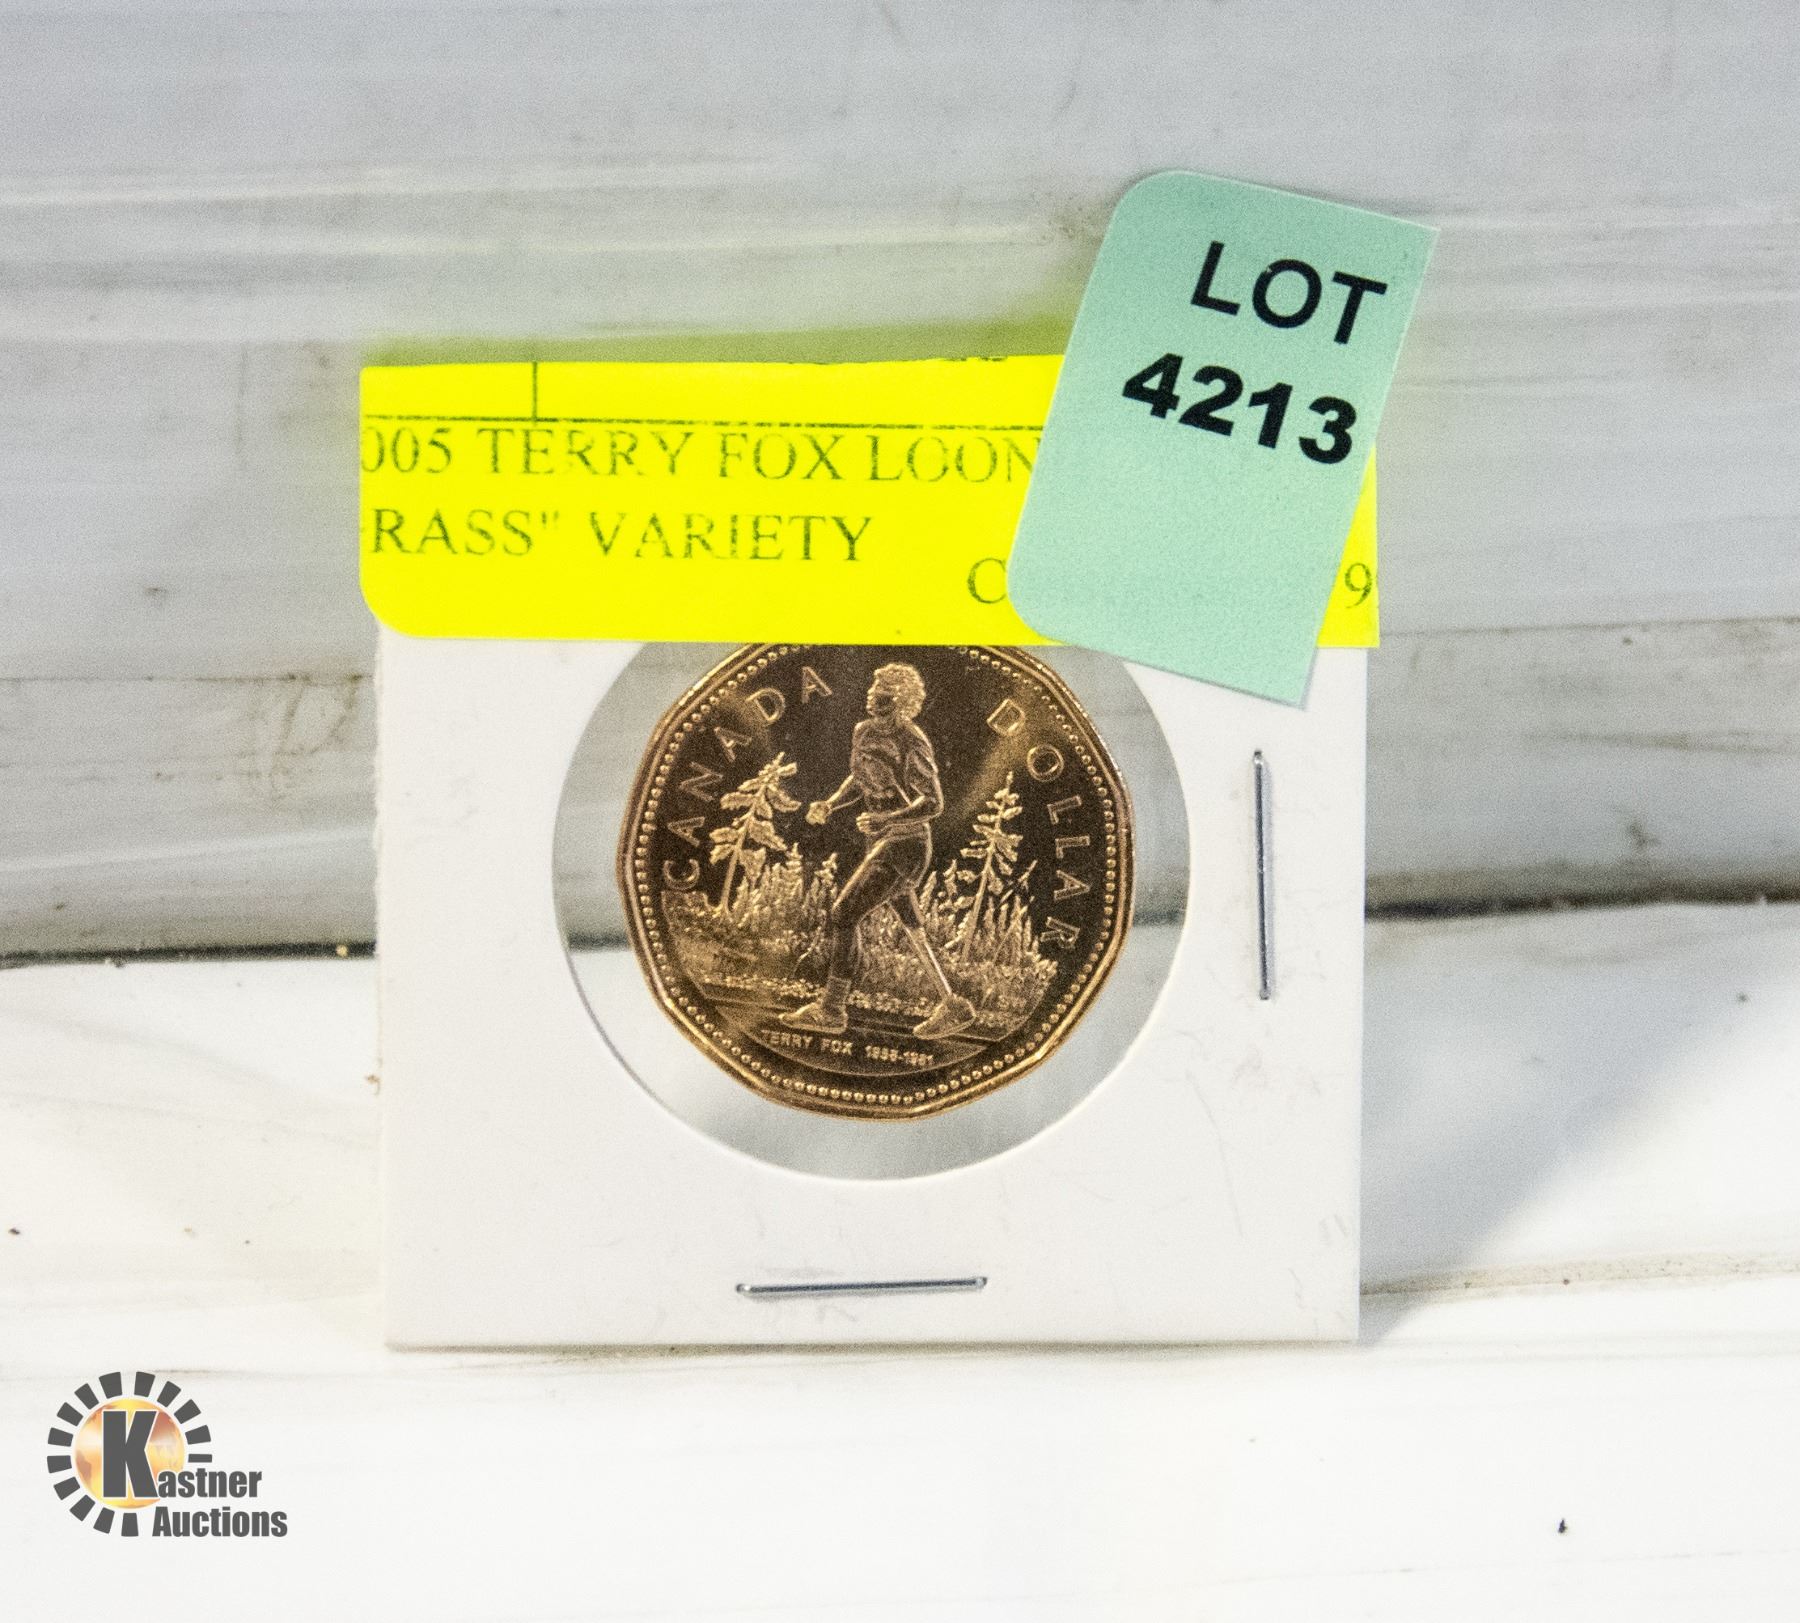 LOT
4213
005 TERRY FOX LOON
RASS" VARIETY
C 9
CANADA DOLLAR
TERRY FOX 1958-1981
Kastner
Auctions